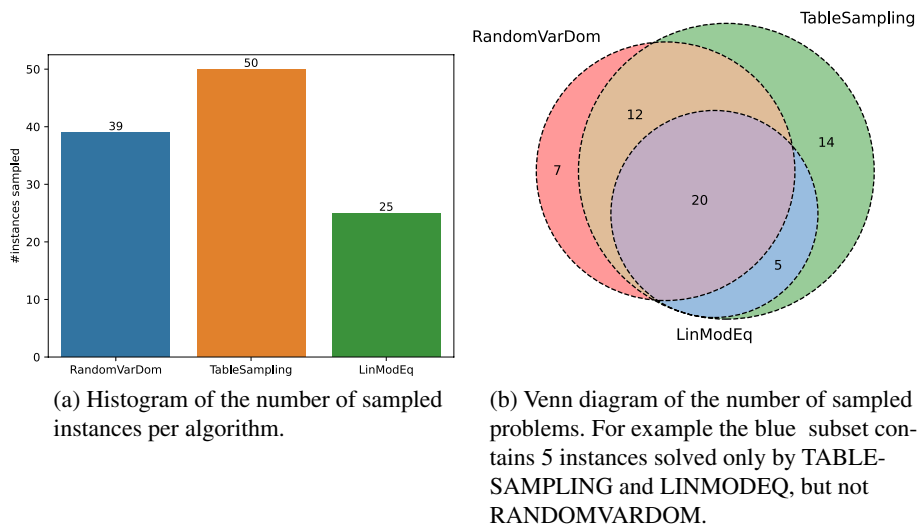 50
39
25
50
40
30
20
10
0
#instances sampled
RandomVarDom TableSampling LinModEq
(a) Histogram of the number of sampled
instances per algorithm.
TableSampling
RandomVarDom
12
14
7
20
5
LinModEq
(b) Venn diagram of the number of sampled
problems. For example the blue subset con-
tains 5 instances solved only by TABLE-
SAMPLING and LINMODEQ, but not
RANDOMVARDOM.